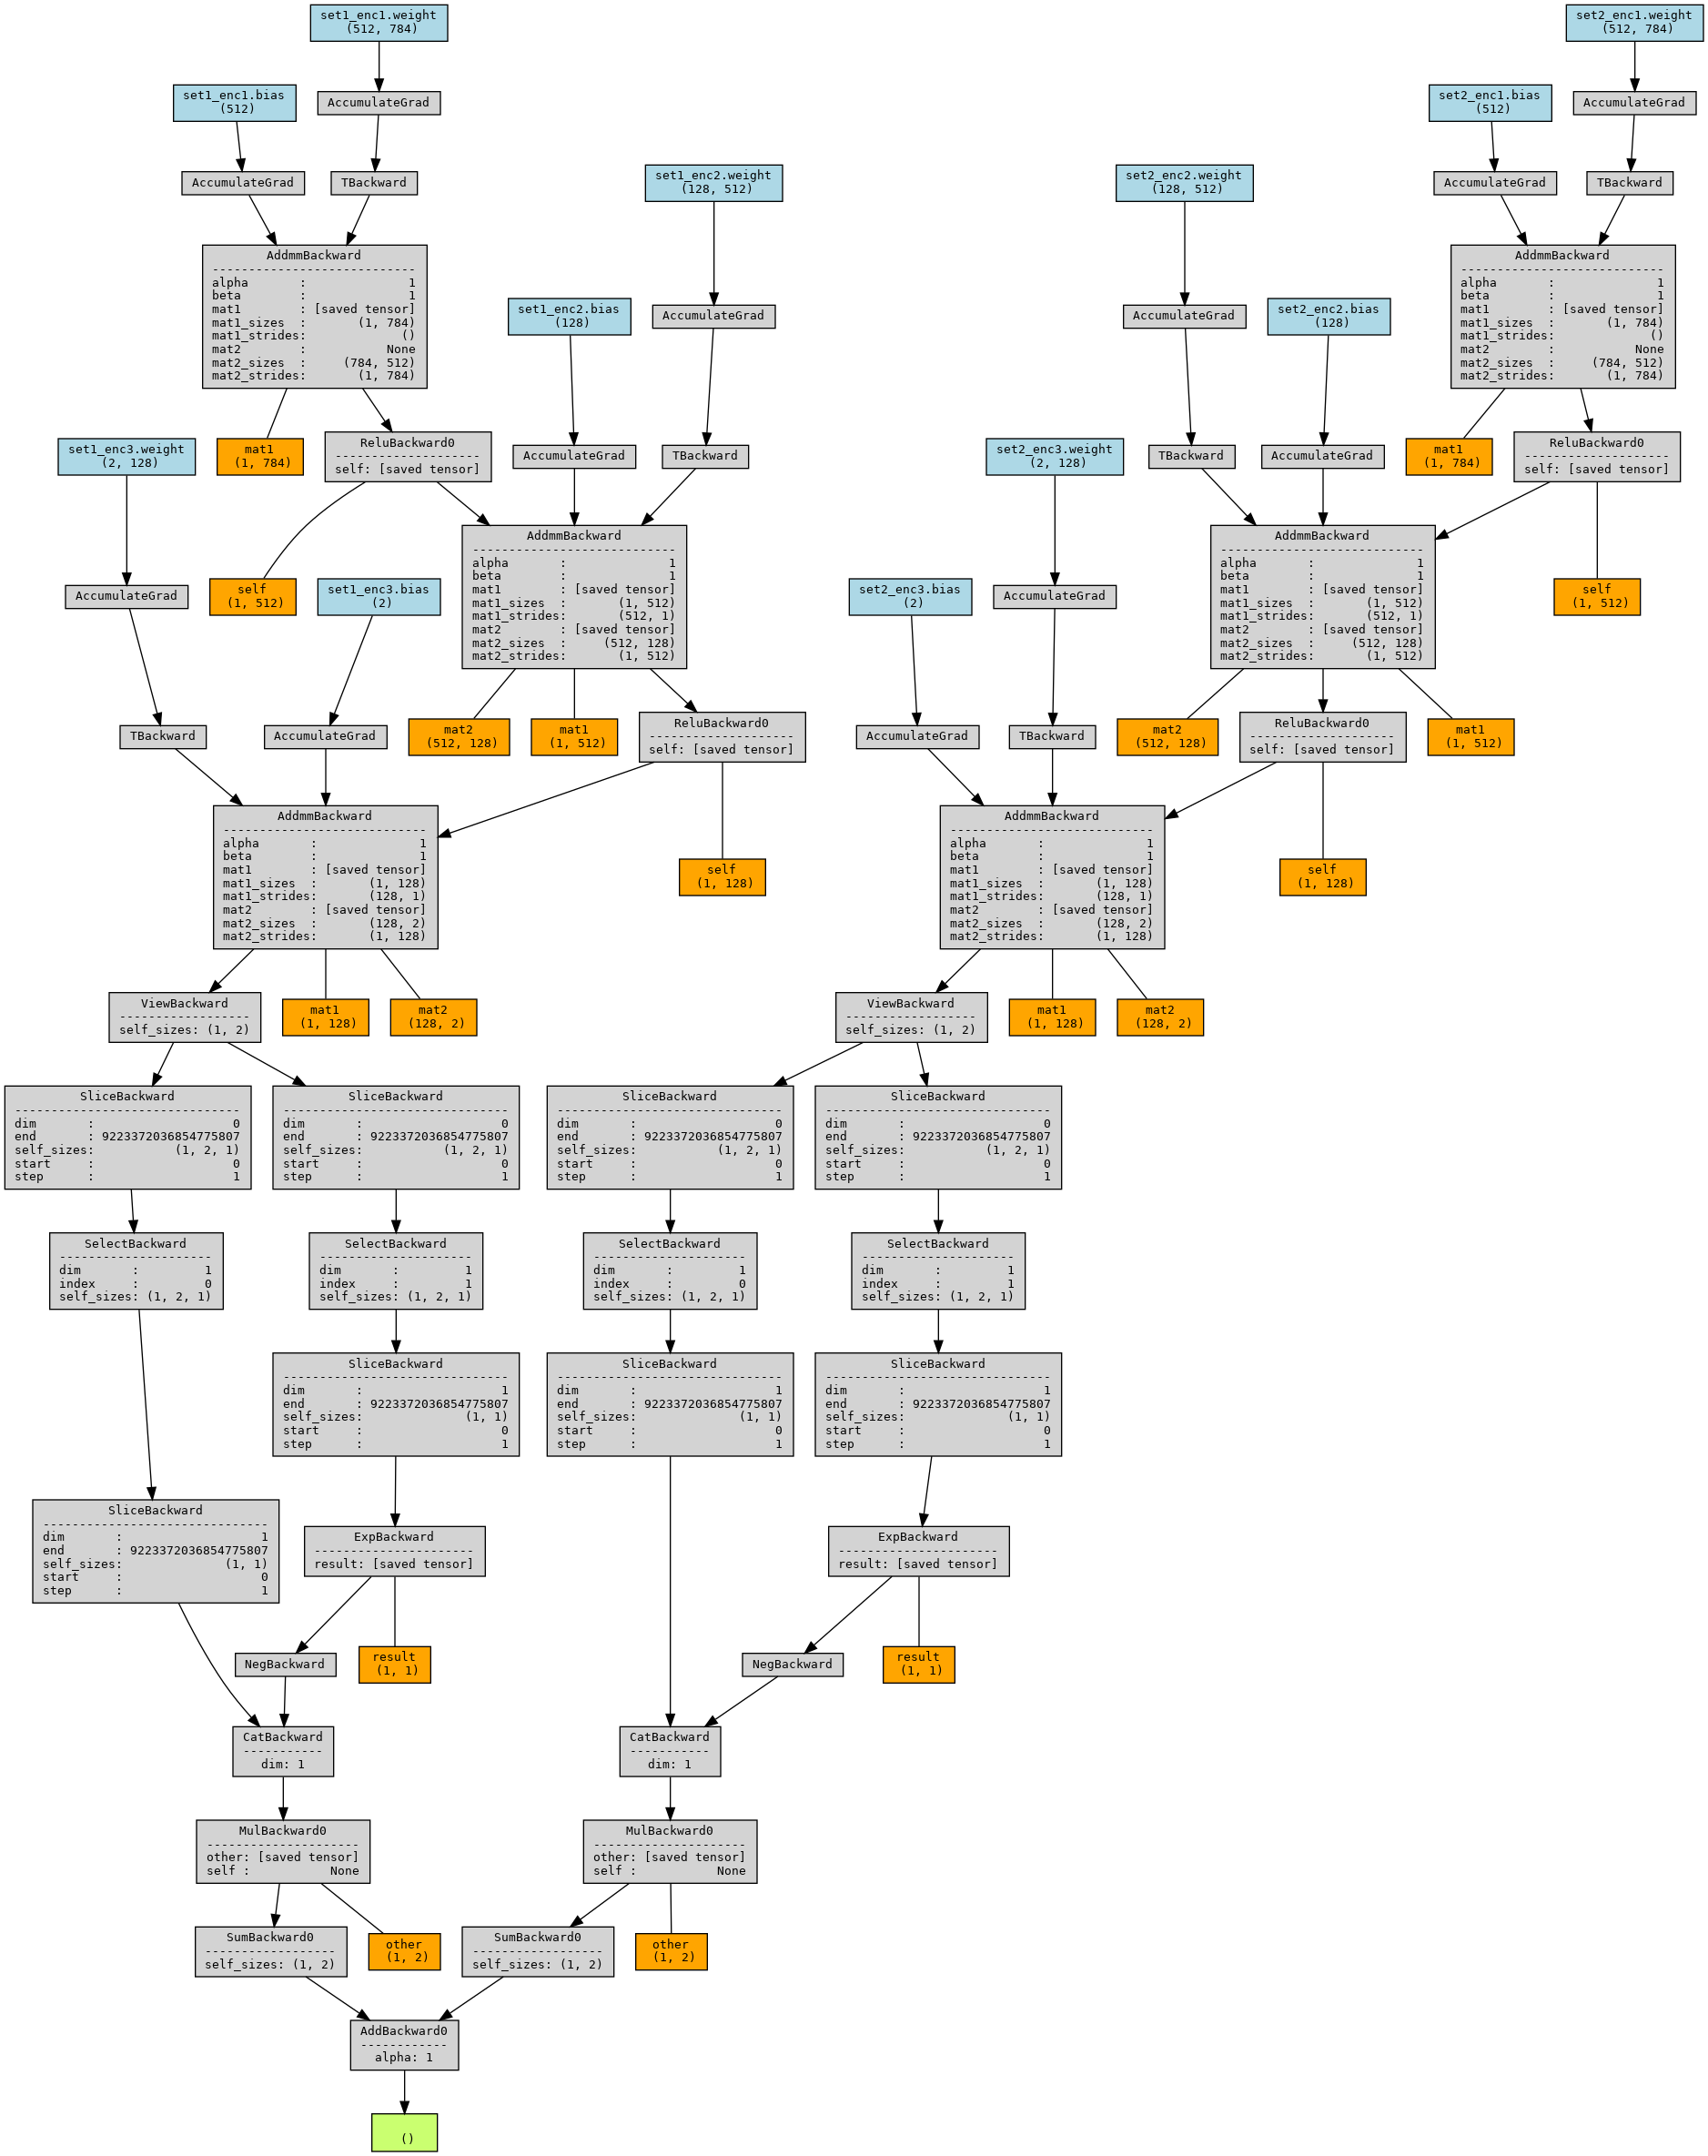 set1_enc1.weight
(512, 784)
set2_enc1.weight
(512, 784)
set1_enc1.bias
(512)
AccumulateGrad
set2_enc1.bias
(512)
AccumulateGrad
AccumulateGrad
TBackward
set1_enc2.weight
(128, 512)
set2_enc2.weight
(128, 512)
AccumulateGrad
TBackward
AddmmBackward
----------------------------
alpha       :              1
beta        :              1
mat1        : [saved tensor]
mat1_sizes  :       (1, 784)
mat1_strides:             ()
mat2        :           None
mat2_sizes  :     (784, 512)
mat2_strides:       (1, 784)
AddmmBackward
----------------------------
alpha       :              1
beta        :              1
mat1        : [saved tensor]
mat1_sizes  :       (1, 784)
mat1_strides:             ()
mat2        :           None
mat2_sizes  :     (784, 512)
mat2_strides:       (1, 784)
set1_enc2.bias
(128)
AccumulateGrad
AccumulateGrad
set2_enc2.bias
(128)
set1_enc3.weight
(2, 128)
mat1
(1, 784)
ReluBackward0
--------------------
self: [saved tensor]
AccumulateGrad
TBackward
set2_enc3.weight
(2, 128)
TBackward
AccumulateGrad
mat1
(1, 784)
ReluBackward0
--------------------
self: [saved tensor]
AddmmBackward
----------------------------
alpha       :              1
beta        :              1
mat1        : [saved tensor]
mat1_sizes  :       (1, 512)
mat1_strides:       (512, 1)
mat2        : [saved tensor]
mat2_sizes  :     (512, 128)
mat2_strides:       (1, 512)
AddmmBackward
----------------------------
alpha       :              1
beta        :              1
mat1        : [saved tensor]
mat1_sizes  :       (1, 512)
mat1_strides:       (512, 1)
mat2        : [saved tensor]
mat2_sizes  :     (512, 128)
mat2_strides:       (1, 512)
AccumulateGrad
self
(1, 512)
set1_enc3.bias
(2)
set2_enc3.bias
(2)
AccumulateGrad
self
(1, 512)
TBackward
AccumulateGrad
mat2
(512, 128)
mat1
(1, 512)
ReluBackward0
--------------------
self: [saved tensor]
AccumulateGrad
TBackward
mat2
(512, 128)
ReluBackward0
--------------------
self: [saved tensor]
mat1
(1, 512)
AddmmBackward
----------------------------
alpha       :              1
beta        :              1
mat1        : [saved tensor]
mat1_sizes  :       (1, 128)
mat1_strides:       (128, 1)
mat2        : [saved tensor]
mat2_sizes  :       (128, 2)
mat2_strides:       (1, 128)
self
(1, 128)
AddmmBackward
----------------------------
alpha       :              1
beta        :              1
mat1        : [saved tensor]
mat1_sizes  :       (1, 128)
mat1_strides:       (128, 1)
mat2        : [saved tensor]
mat2_sizes  :       (128, 2)
mat2_strides:       (1, 128)
self
(1, 128)
ViewBackward
------------------
self_sizes: (1, 2)
mat1
(1, 128)
mat2
(128, 2)
ViewBackward
------------------
self_sizes: (1, 2)
mat1
(1, 128)
mat2
(128, 2)
SliceBackward
-------------------------------
dim       :                   0
end       : 9223372036854775807
self_sizes:           (1, 2, 1)
start     :                   0
step      :                   1
SliceBackward
-------------------------------
dim       :                   0
end       : 9223372036854775807
self_sizes:           (1, 2, 1)
start     :                   0
step      :                   1
SliceBackward
-------------------------------
dim       :                   0
end       : 9223372036854775807
self_sizes:           (1, 2, 1)
start     :                   0
step      :                   1
SliceBackward
-------------------------------
dim       :                   0
end       : 9223372036854775807
self_sizes:           (1, 2, 1)
start     :                   0
step      :                   1
SelectBackward
---------------------
dim       :         1
index     :         0
self_sizes: (1, 2, 1)
SelectBackward
---------------------
dim       :         1
index     :         1
self_sizes: (1, 2, 1)
SelectBackward
---------------------
dim       :         1
index     :         0
self_sizes: (1, 2, 1)
SelectBackward
---------------------
dim       :         1
index     :         1
self_sizes: (1, 2, 1)
SliceBackward
-------------------------------
dim       :                   1
end       : 9223372036854775807
self_sizes:              (1, 1)
start     :                   0
step      :                   1
SliceBackward
-------------------------------
dim       :                   1
end       : 9223372036854775807
self_sizes:              (1, 1)
start     :                   0
step      :                   1
SliceBackward
-------------------------------
dim       :                   1
end       : 9223372036854775807
self_sizes:              (1, 1)
start     :                   0
step      :                   1
SliceBackward
-------------------------------
dim       :                   1
end       : 9223372036854775807
self_sizes:              (1, 1)
start     :                   0
step      :                   1
ExpBackward
----------------------
result: [saved tensor]
ExpBackward
----------------------
result: [saved tensor]
NegBackward
result
(1, 1)
NegBackward
result
(1, 1)
CatBackward
-----------
dim: 1
CatBackward
-----------
dim: 1
MulBackward0
---------------------
other: [saved tensor]
self :           None
MulBackward0
---------------------
other: [saved tensor]
self :           None
SumBackward0
------------------
self_sizes: (1, 2)
other
(1, 2)
SumBackward0
------------------
self_sizes: (1, 2)
other
(1, 2)
AddBackward0
------------
alpha: 1
()